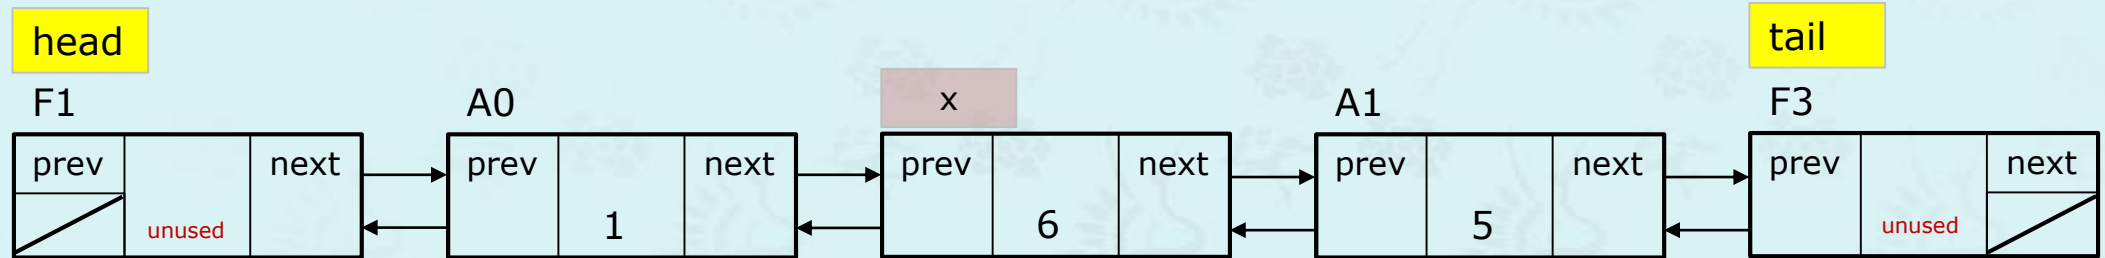 head
tail
F1
A0
x
A1
F3
prev next
prev next
prev next
prev next
prev next
unused
1
6
5
unused